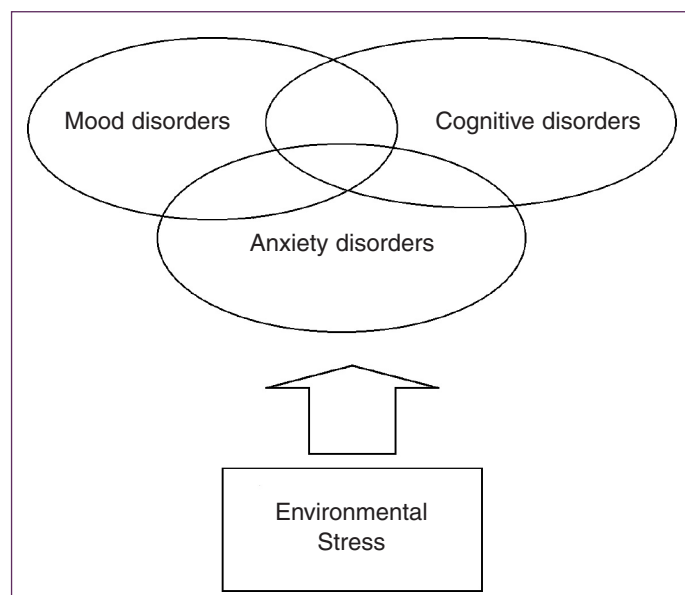 Mood disorders
Cognitive disorders
Anxiety disorders
Environmental
Stress